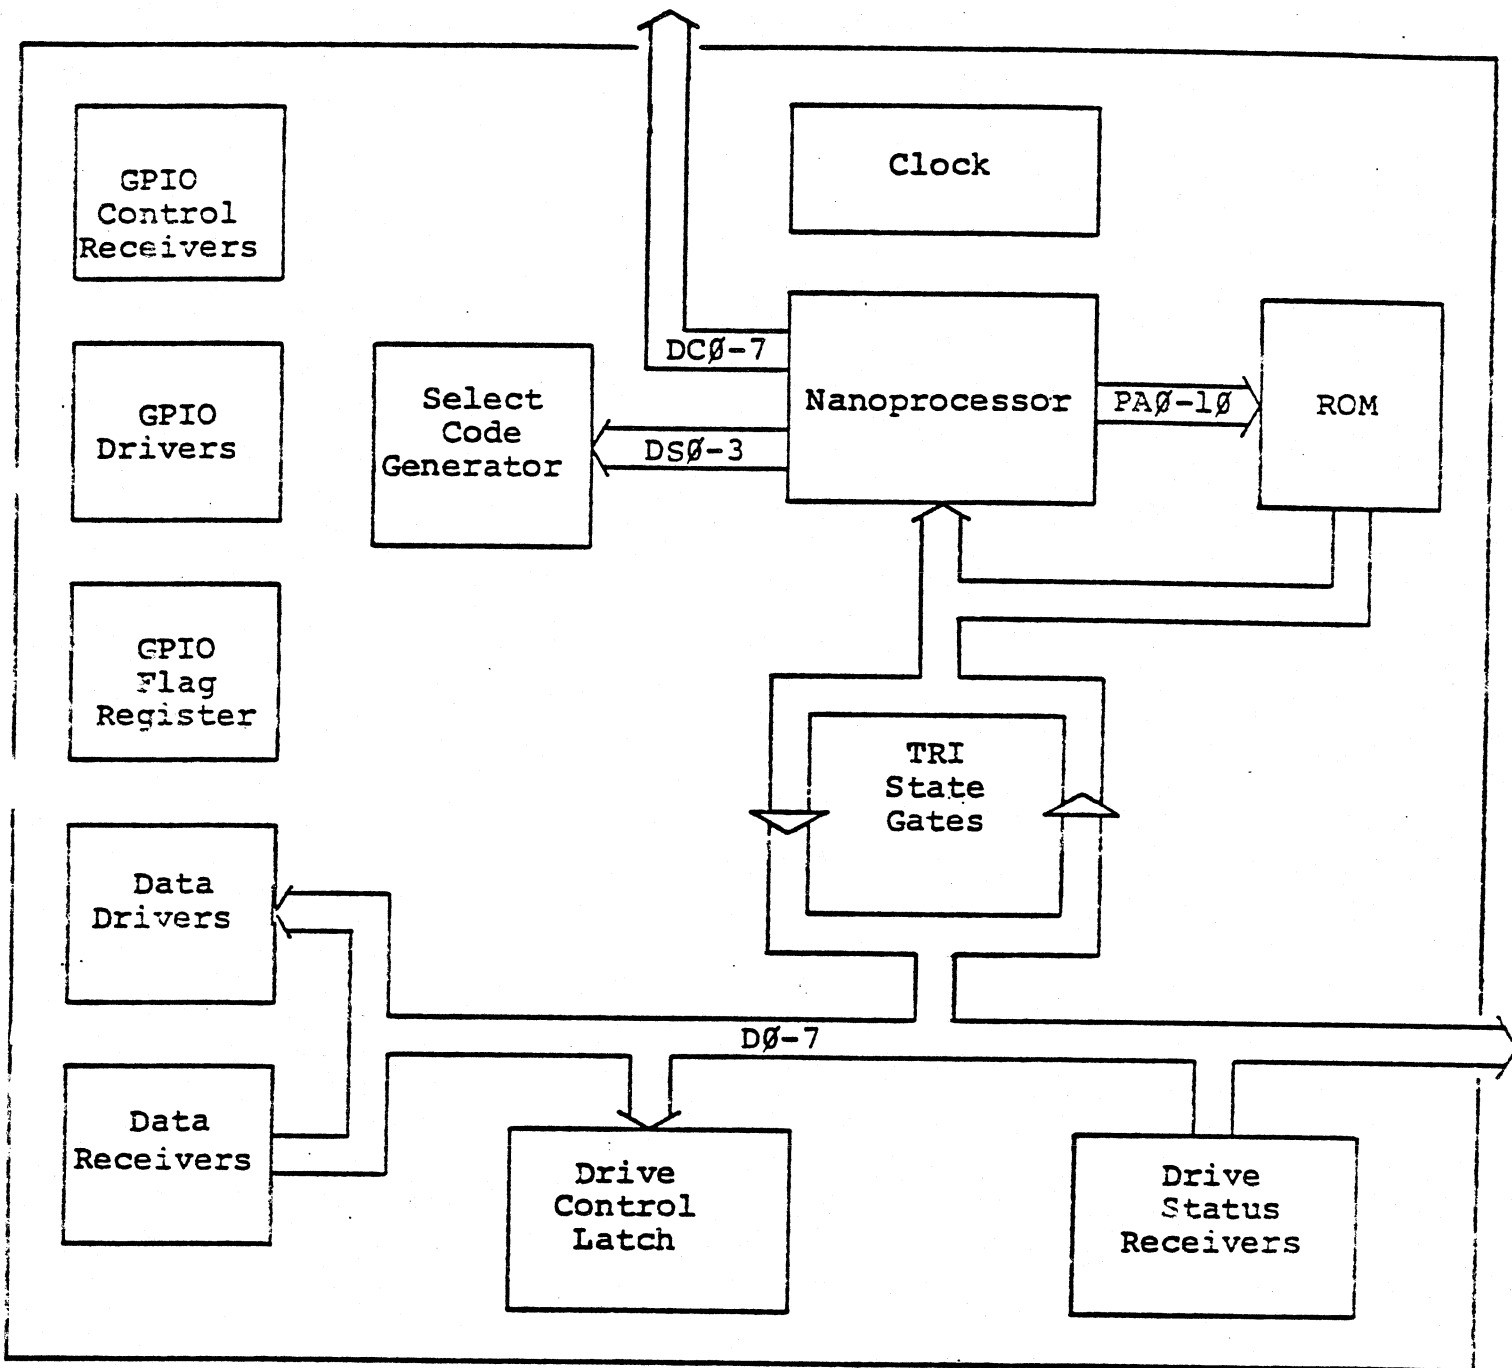 GPIO
Control
Receivers
Clock
DCØ-7
Nanoprocessor
PAØ-1Ø
ROM
Select
Code
Generator
DSØ-3
GPIO
Drivers
GPIO
Flag
Register
TRI
State
Gates
Data
Drivers
DØ-7
Data
Receivers
Drive
Control
Latch
Drive
Status
Receivers